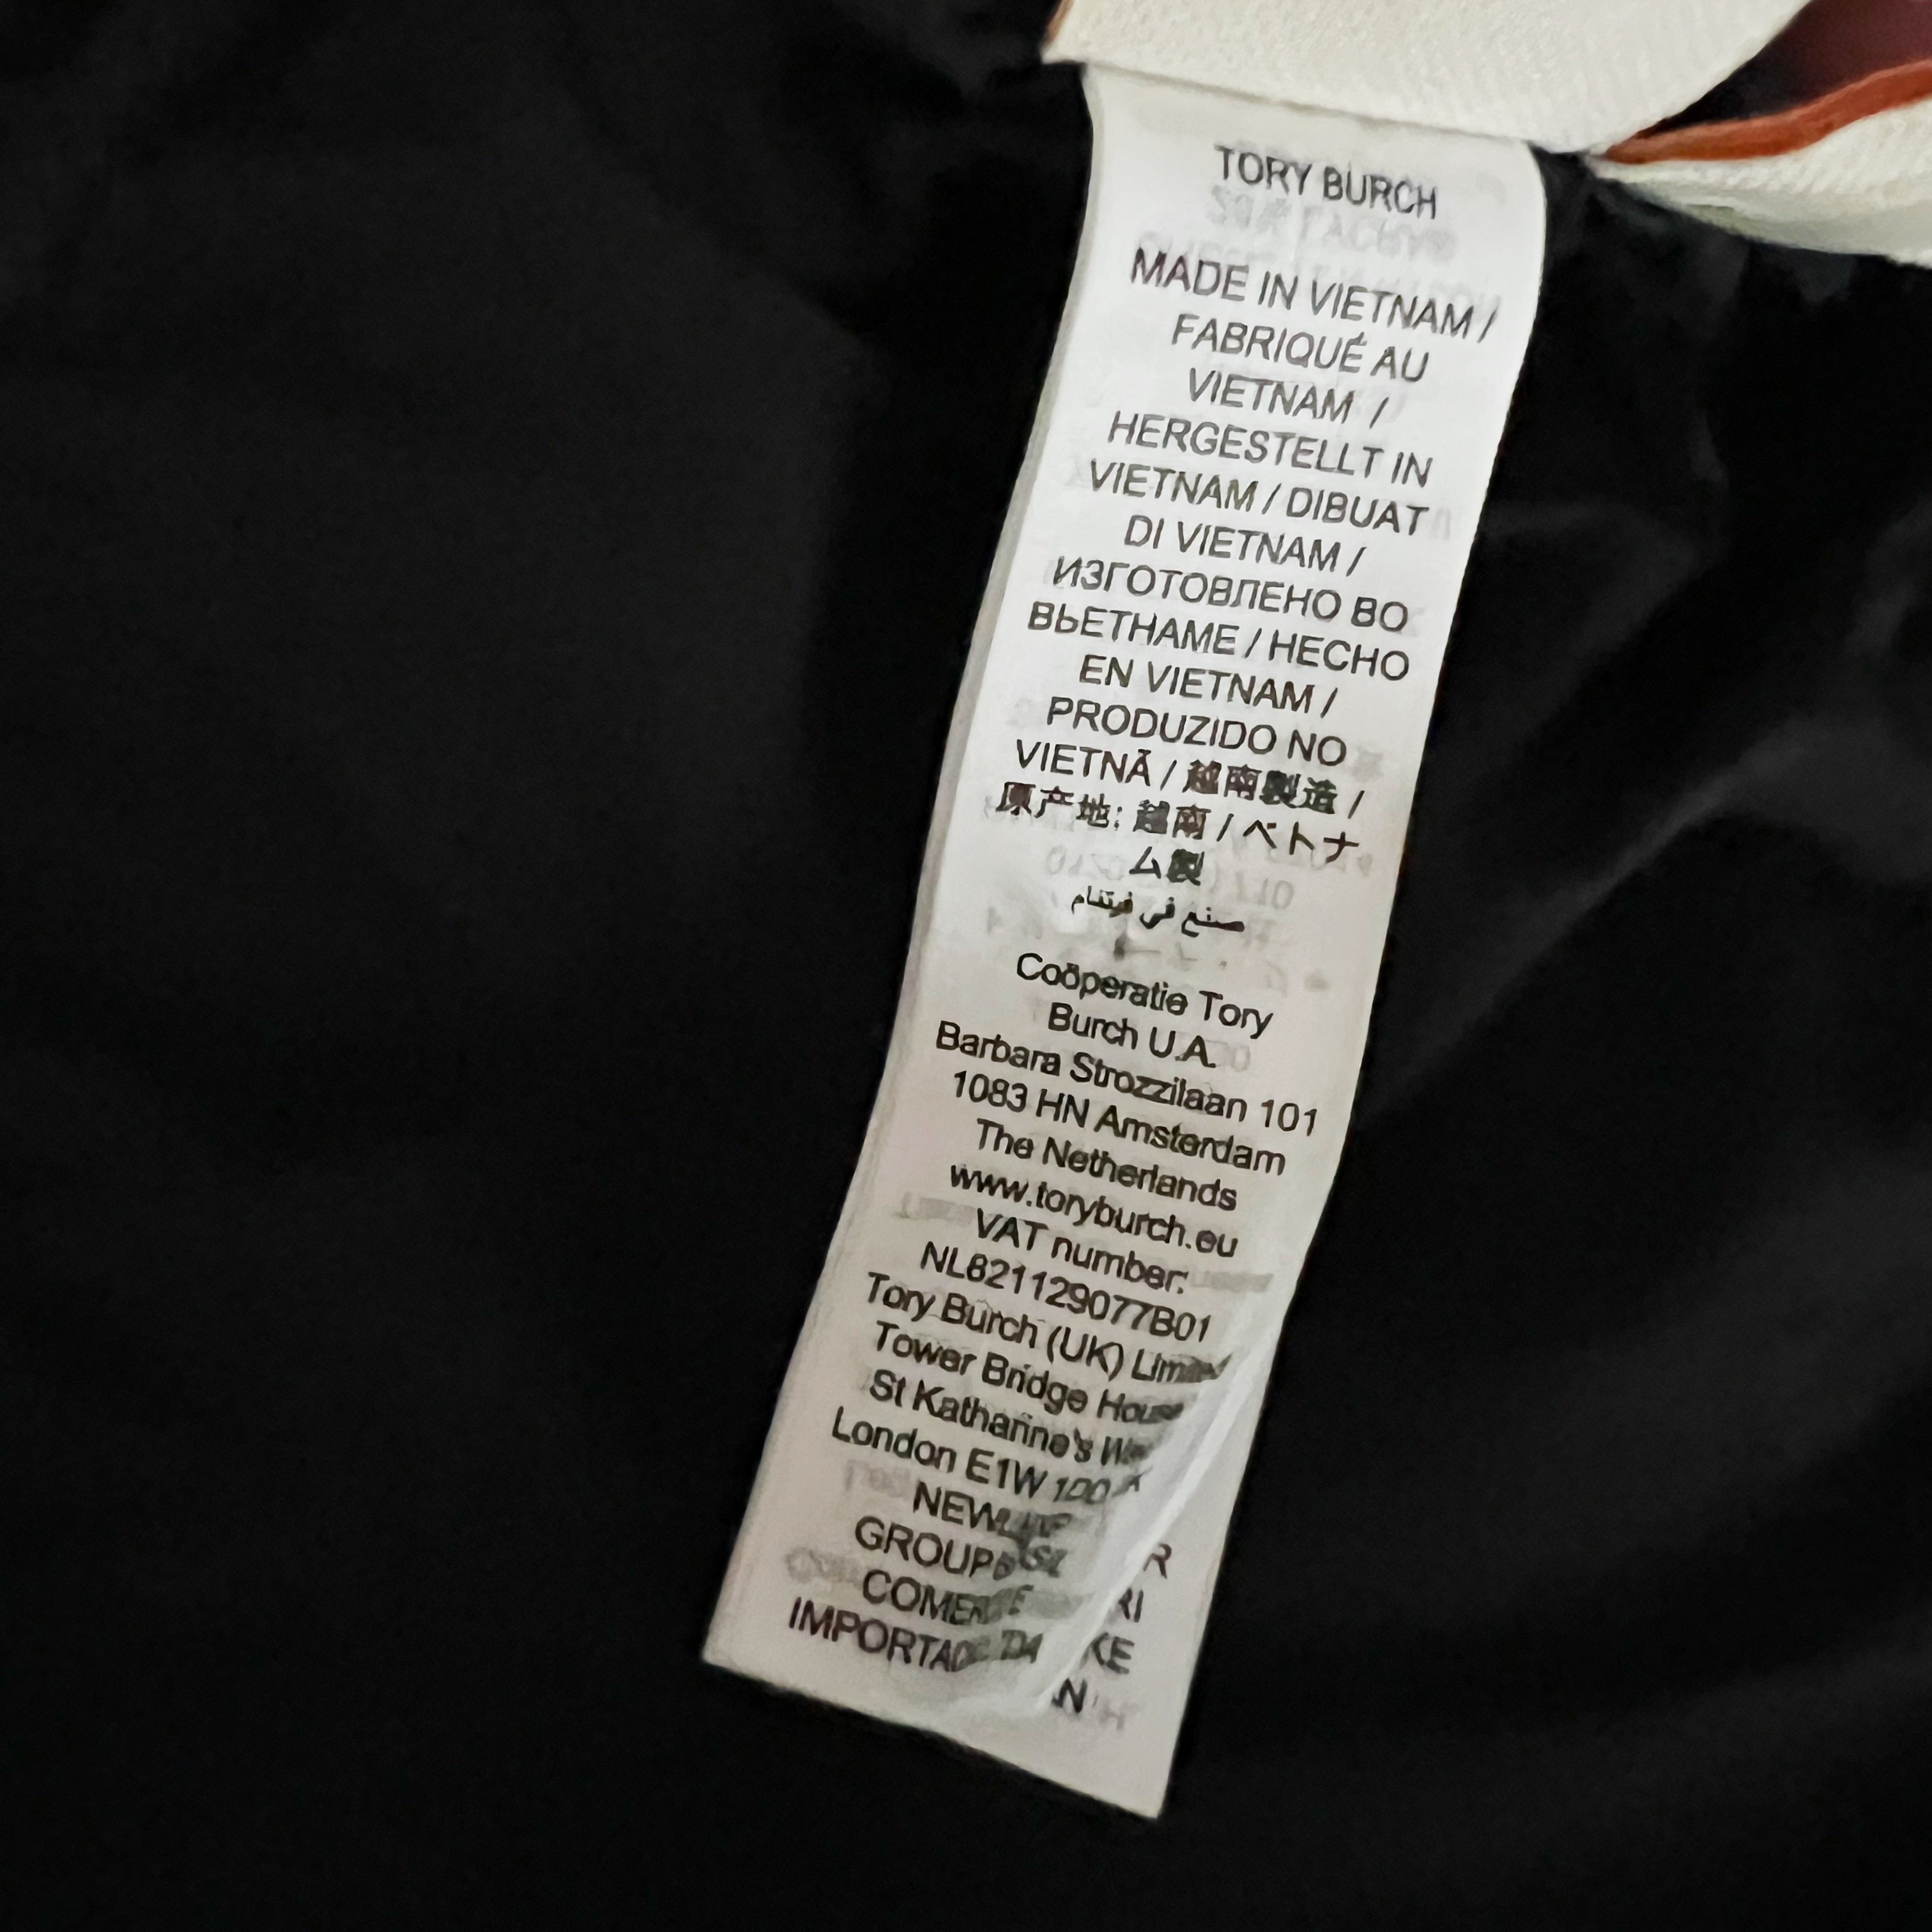 TORY BURCH
MADE IN VIETNAM /
FABRIQUÉ AU
VIETNAM /
HERGESTELLT IN
VIETNAM / DIBUAT
DI VIETNAM /
ИЗГОТОВЛЕНО ВО
ВЬЕТНАМЕ / HECHO
EN VIETNAM /
PRODUZIDO NO
VIETNÃ / 越南製造 /
原产地: 越南 / ベトナ
ム製
صنع في فيتنام
Coöperatie Tory
Burch U.A.
Barbara Strozzilaan 101
1083 HN Amsterdam
The Netherlands
www.toryburch.eu
VAT number:
NL821129077B01
Tory Burch (UK) Limited
Tower Bridge House
St Katharine's
London E1W